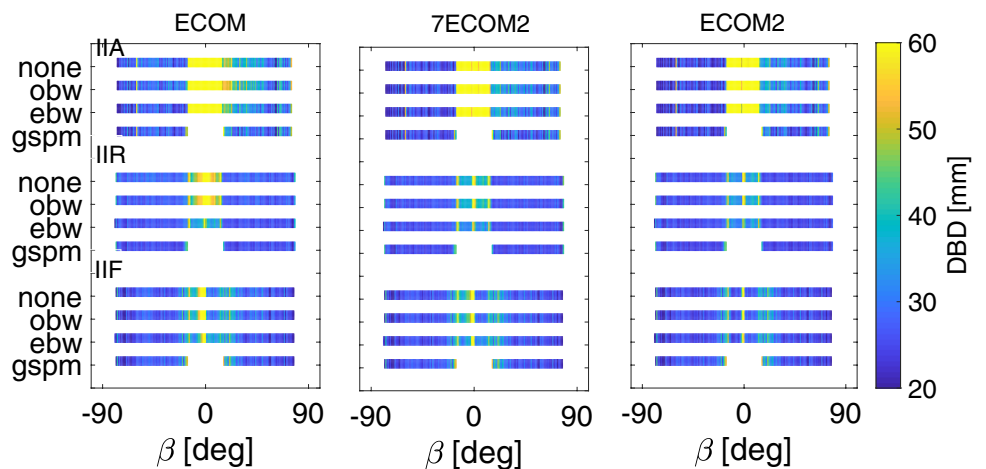 ECOM 7ECOM2 ECOM2
IIA
none
obw
ebw
gspm
IIR
none
obw
ebw
gspm
IIF
none
obw
ebw
gspm
-90 0 90 -90 0 90 -90 0 90
β [deg] β [deg] β [deg]
60
50
40
30
20
DBD [mm]